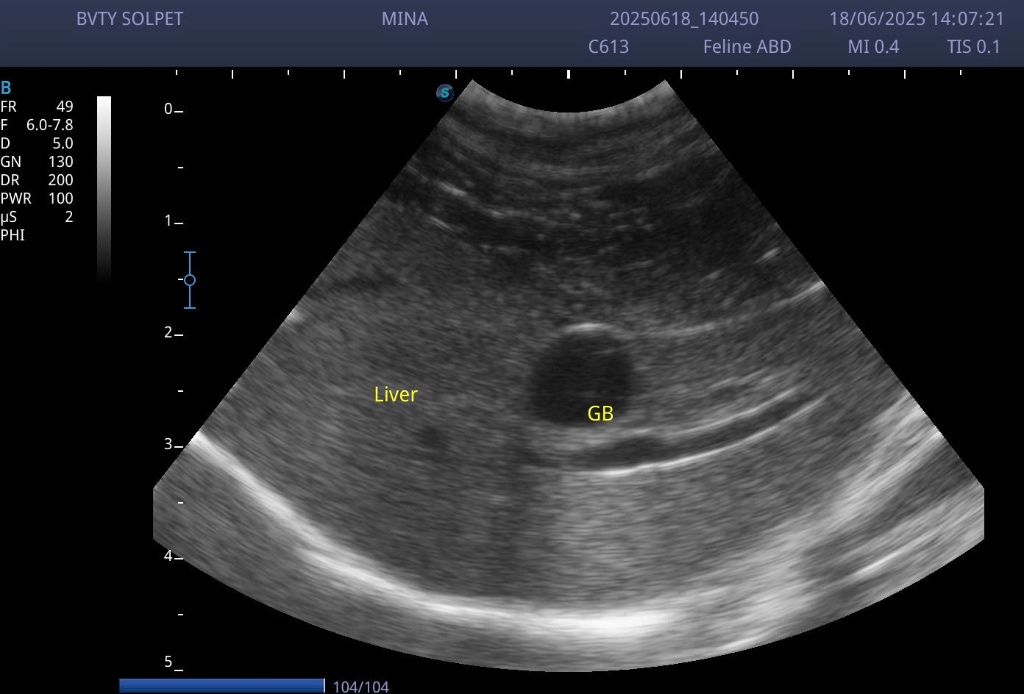 BVTY SOLPET MINA 20250618_140450 18/06/2025 14:07:21
C613 Feline ABD MI 0.4 TIS 0.1
B
S
FR 49
F 6.0-7.8
D 5.0
GN 130
DR 200
PWR 100
µS 2
PHI
0
1
2
Liver
GB
3
4
5
104/104